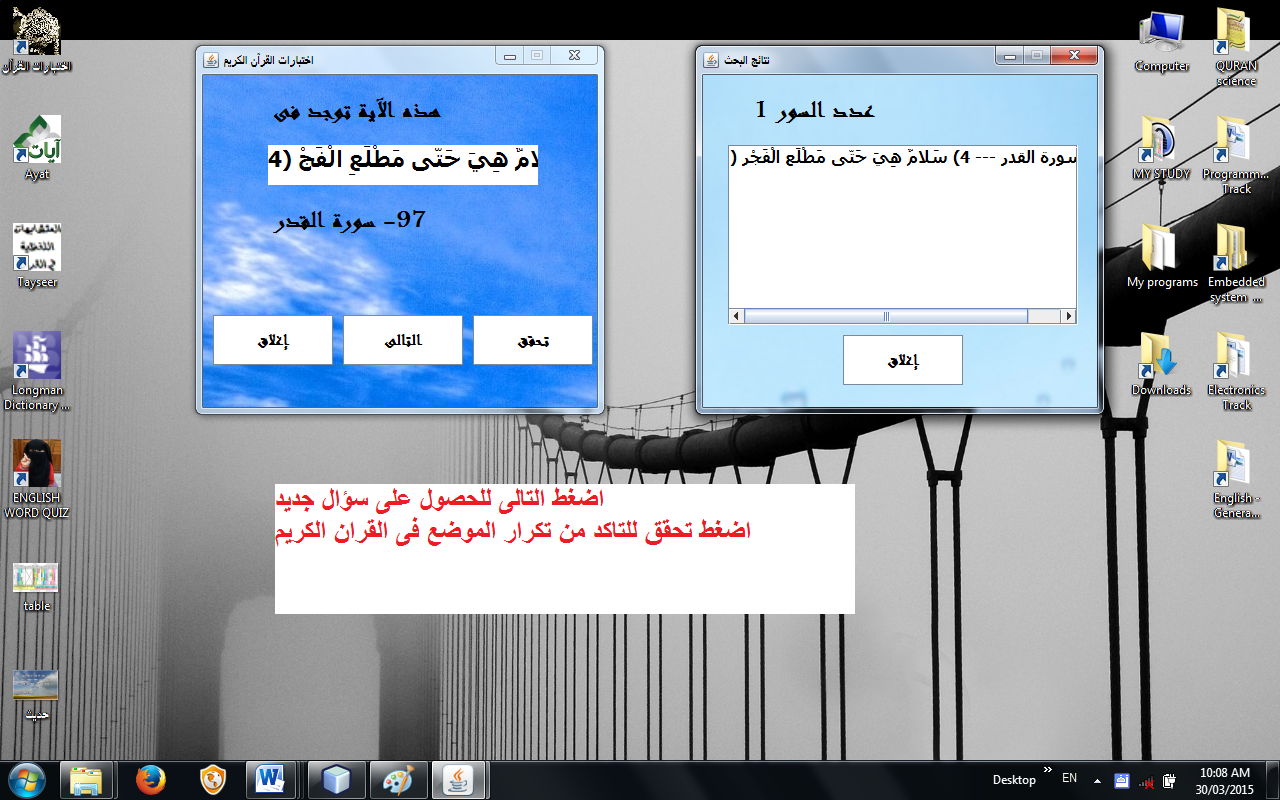 اختبارات القرآن
Ayat
Tayseer
Longman
Dictionary ...
ENGLISH
WORD QUIZ
table
حديث
اختبارات القرآن الكريم
هذه الآية توجد فى
لامٌ هِيَ حَتَّى مَطْلَعِ الْفَجْ (4
97- سورة القدر
إغلاق
التالى
تحقق
نتائج البحث
عدد السور 1
سورة القدر --- 4) سَلامٌ هِيَ حَتَّى مَطْلَعِ الْفَجْرِ (
إغلاق
اضغط التالى للحصول على سؤال جديد
اضغط تحقق للتاكد من تكرار الموضع فى القران الكريم
Computer
QURAN
science
MY STUDY
Programm...
Track
My programs
Embedded
system ...
Downloads
Electronics
Track
English -
Genera...
Desktop
EN
10:08 AM
30/03/2015